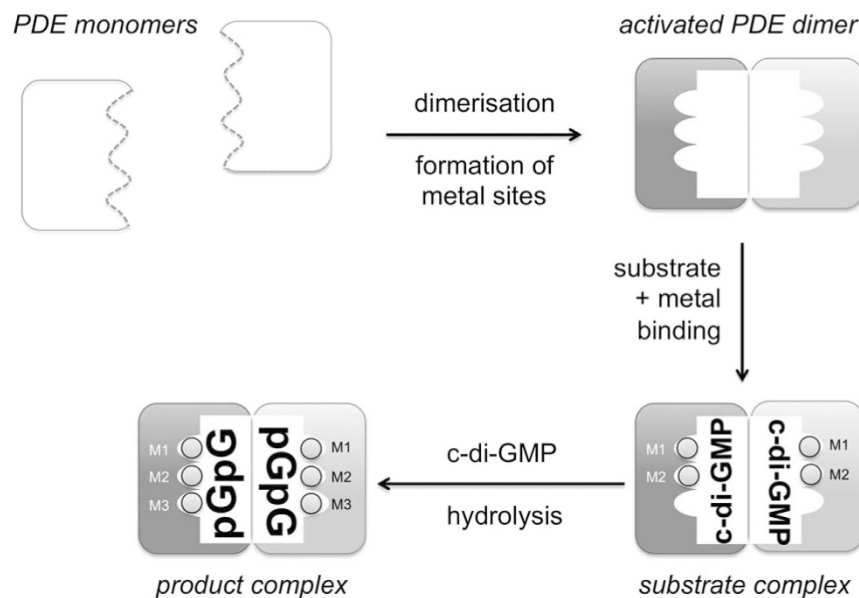 PDE monomers
activated PDE dimer
dimerisation
formation of
metal sites
substrate
+ metal
binding
M1
M2
M3
pGpG
pGpG
M1
M2
M3
c-di-GMP
hydrolysis
M1
M2
c-di-GMP
c-di-GMP
M1
M2
product complex
substrate complex